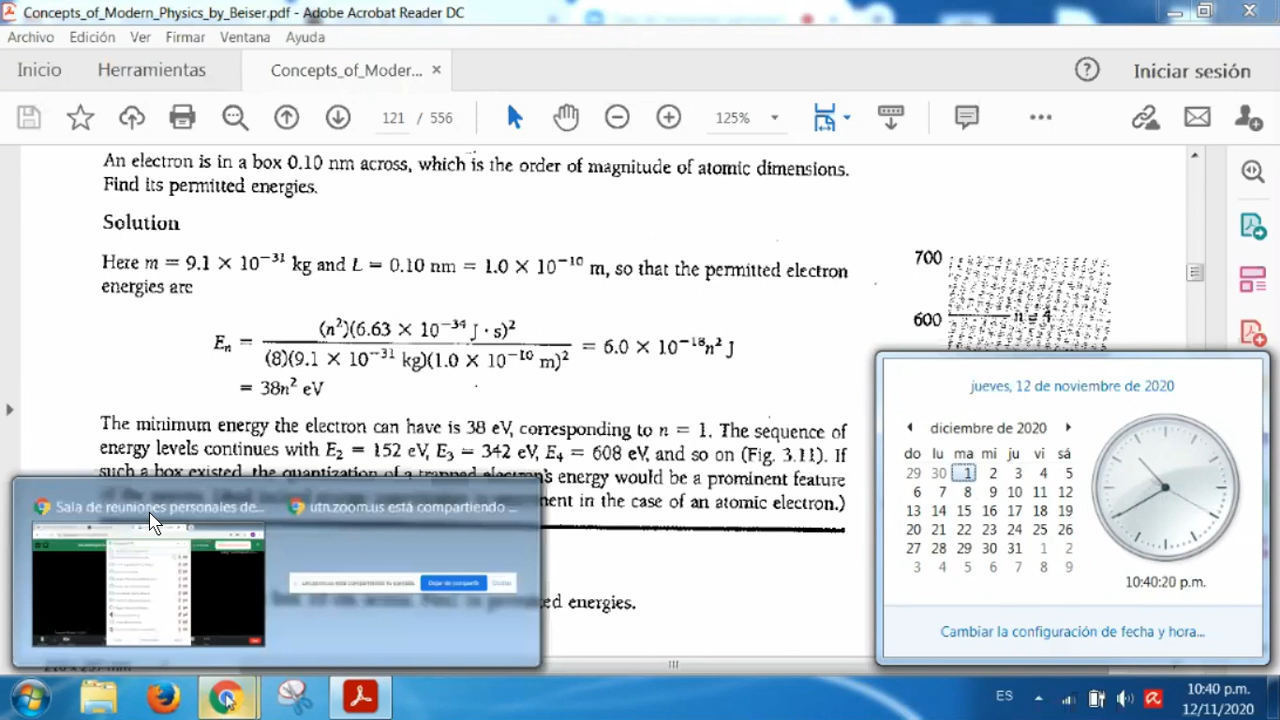 Concepts_of_Modern_Physics_by_Beiser.pdf - Adobe Acrobat Reader DC
Archivo Edición Ver Firmar Ventana Ayuda
Inicio Herramientas Concepts_of_Moder... × Iniciar sesión
121 / 556 125%
An electron is in a box 0.10 nm across, which is the order of magnitude of atomic dimensions.
Find its permitted energies.
Solution
Here m = 9.1 × 10⁻³¹ kg and L = 0.10 nm = 1.0 × 10⁻¹⁰ m, so that the permitted electron
energies are
Eₙ = (n²)(6.63 × 10⁻³⁴ J · s)² / (8)(9.1 × 10⁻³¹ kg)(1.0 × 10⁻¹⁰ m)² = 6.0 × 10⁻¹⁸n² J
= 38n² eV
The minimum energy the electron can have is 38 eV, corresponding to n = 1. The sequence of
energy levels continues with E₂ = 152 eV, E₃ = 342 eV, E₄ = 608 eV, and so on (Fig. 3.11). If
such a box existed, the quantization of a trapped electron's energy would be a prominent feature
in the case of an atomic electron.)
energies.
700
600 n = 4
Sala de reuniones personales de...
utn.zoom.us está compartiendo ...
Dejar de compartir
jueves, 12 de noviembre de 2020
diciembre de 2020
do lu ma mi ju vi sá
29 30 1 2 3 4 5
6 7 8 9 10 11 12
13 14 15 16 17 18 19
20 21 22 23 24 25 26
27 28 29 30 31 1 2
3 4 5 6 7 8 9
10:40:20 p.m.
Cambiar la configuración de fecha y hora...
ES
10:40 p.m.
12/11/2020